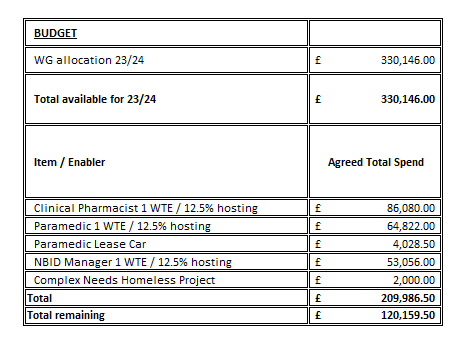 BUDGET
WG allocation 23/24 £ 330,146.00
Total available for 23/24 £ 330,146.00
Item / Enabler Agreed Total Spend
Clinical Pharmacist 1 WTE / 12.5% hosting £ 86,080.00
Paramedic 1 WTE / 12.5% hosting £ 64,822.00
Paramedic Lease Car £ 4,028.50
NBID Manager 1 WTE / 12.5% hosting £ 53,056.00
Complex Needs Homeless Project £ 2,000.00
Total £ 209,986.50
Total remaining £ 120,159.50